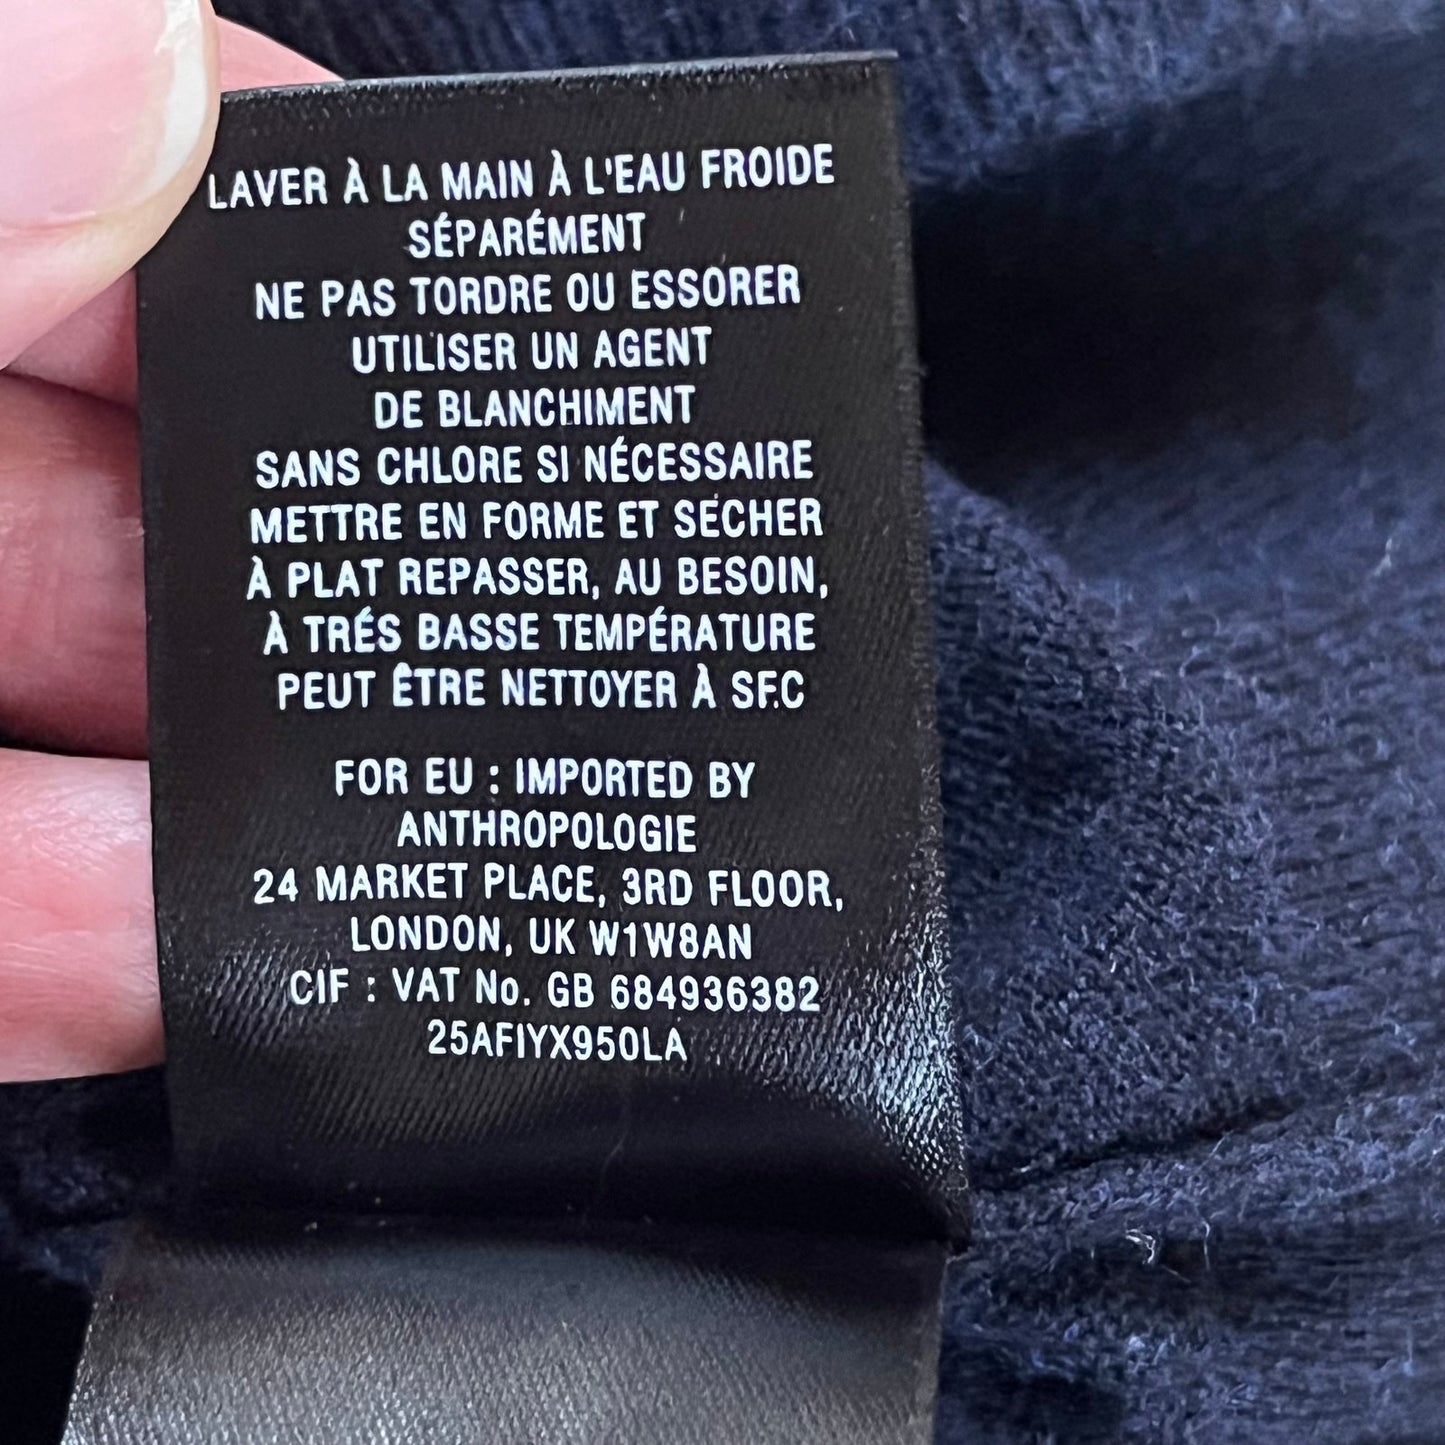 LAVER À LA MAIN À L'EAU FROIDE
SÉPARÉMENT
NE PAS TORDRE OU ESSORER
UTILISER UN AGENT
DE BLANCHIMENT
SANS CHLORE SI NÉCESSAIRE
METTRE EN FORME ET SECHER
À PLAT REPASSER, AU BESOIN,
À TRÉS BASSE TEMPÉRATURE
PEUT ÊTRE NETTOYER À SF.C
FOR EU : IMPORTED BY
ANTHROPOLOGIE
24 MARKET PLACE, 3RD FLOOR,
LONDON, UK W1W8AN
CIF : VAT No. GB 684936382
25AFIYX950LA